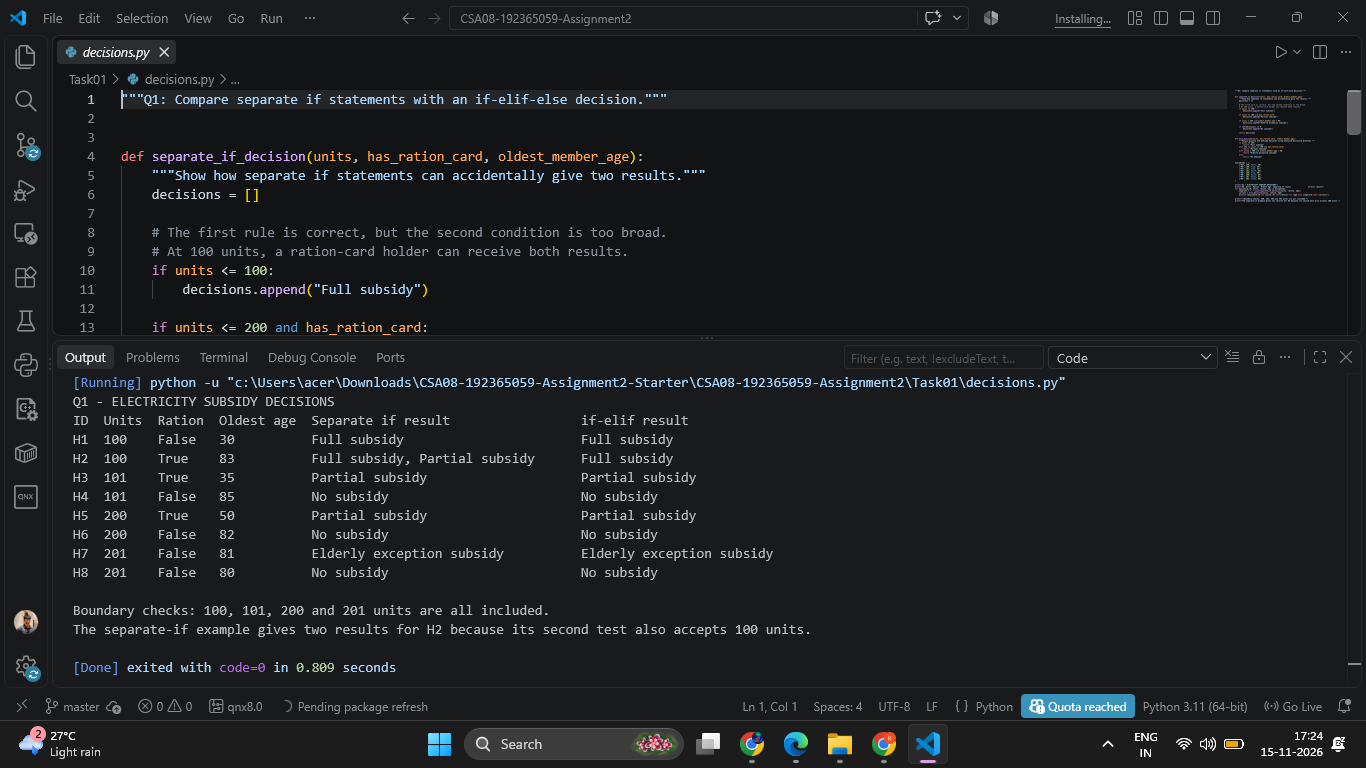 File Edit Selection View Go Run ··· CSA08-192365059-Assignment2 Installing...
decisions.py
Task01 > decisions.py > ...
1 """Q1: Compare separate if statements with an if-elif-else decision."""
2
3
4 def separate_if_decision(units, has_ration_card, oldest_member_age):
5 """Show how separate if statements can accidentally give two results."""
6 decisions = []
7
8 # The first rule is correct, but the second condition is too broad.
9 # At 100 units, a ration-card holder can receive both results.
10 if units <= 100:
11 decisions.append("Full subsidy")
12
13 if units <= 200 and has_ration_card:
Output Problems Terminal Debug Console Ports Filter (e.g. text, !excludeText, t... Code
[Running] python -u "c:\Users\acer\Downloads\CSA08-192365059-Assignment2-Starter\CSA08-192365059-Assignment2\Task01\decisions.py"
Q1 - ELECTRICITY SUBSIDY DECISIONS
ID Units Ration Oldest age Separate if result if-elif result
H1 100 False 30 Full subsidy Full subsidy
H2 100 True 83 Full subsidy, Partial subsidy Full subsidy
H3 101 True 35 Partial subsidy Partial subsidy
H4 101 False 85 No subsidy No subsidy
H5 200 True 50 Partial subsidy Partial subsidy
H6 200 False 82 No subsidy No subsidy
H7 201 False 81 Elderly exception subsidy Elderly exception subsidy
H8 201 False 80 No subsidy No subsidy
Boundary checks: 100, 101, 200 and 201 units are all included.
The separate-if example gives two results for H2 because its second test also accepts 100 units.
[Done] exited with code=0 in 0.809 seconds
QNX
master 0 0 qnx8.0 Pending package refresh Ln 1, Col 1 Spaces: 4 UTF-8 LF {} Python Quota reached Python 3.11 (64-bit) Go Live
2 27°C Search ENG 17:24
Light rain IN 15-11-2026